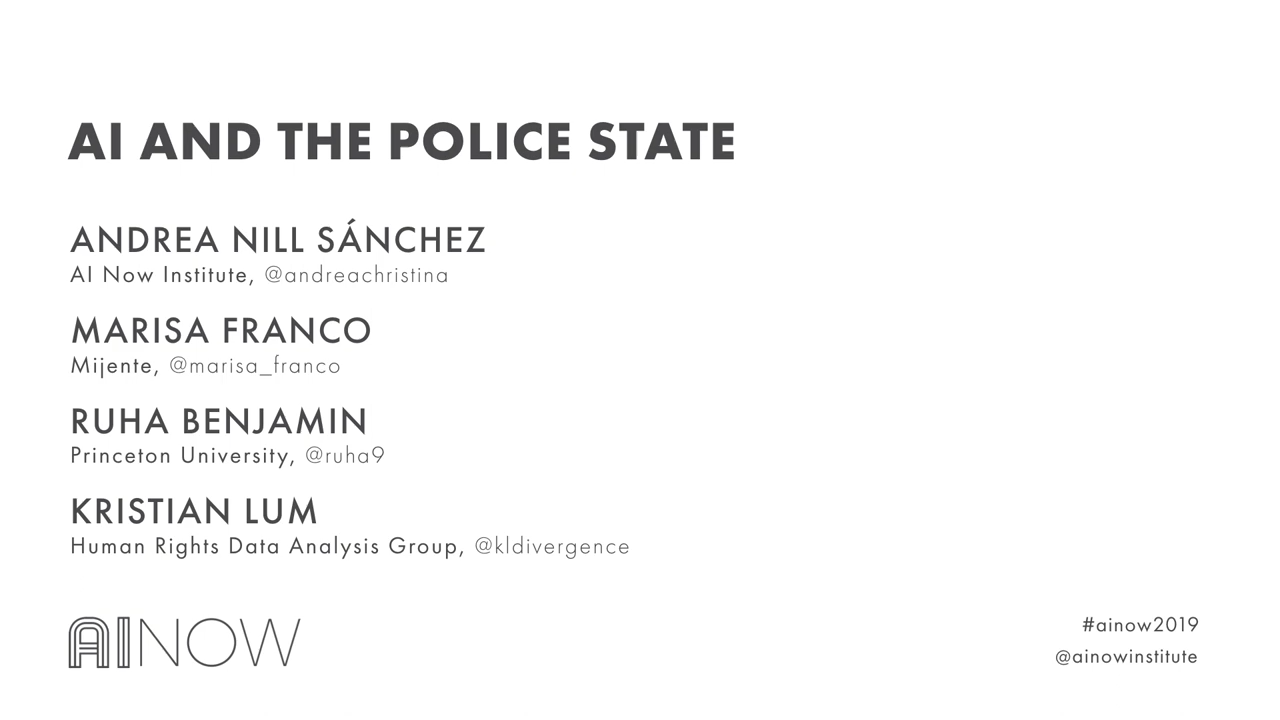 AI AND THE POLICE STATE
ANDREA NILL SÁNCHEZ
AI Now Institute, @andreachristina
MARISA FRANCO
Mijente, @marisa_franco
RUHA BENJAMIN
Princeton University, @ruha9
KRISTIAN LUM
Human Rights Data Analysis Group, @kldivergence
AINOW
#ainow2019
@ainowinstitute